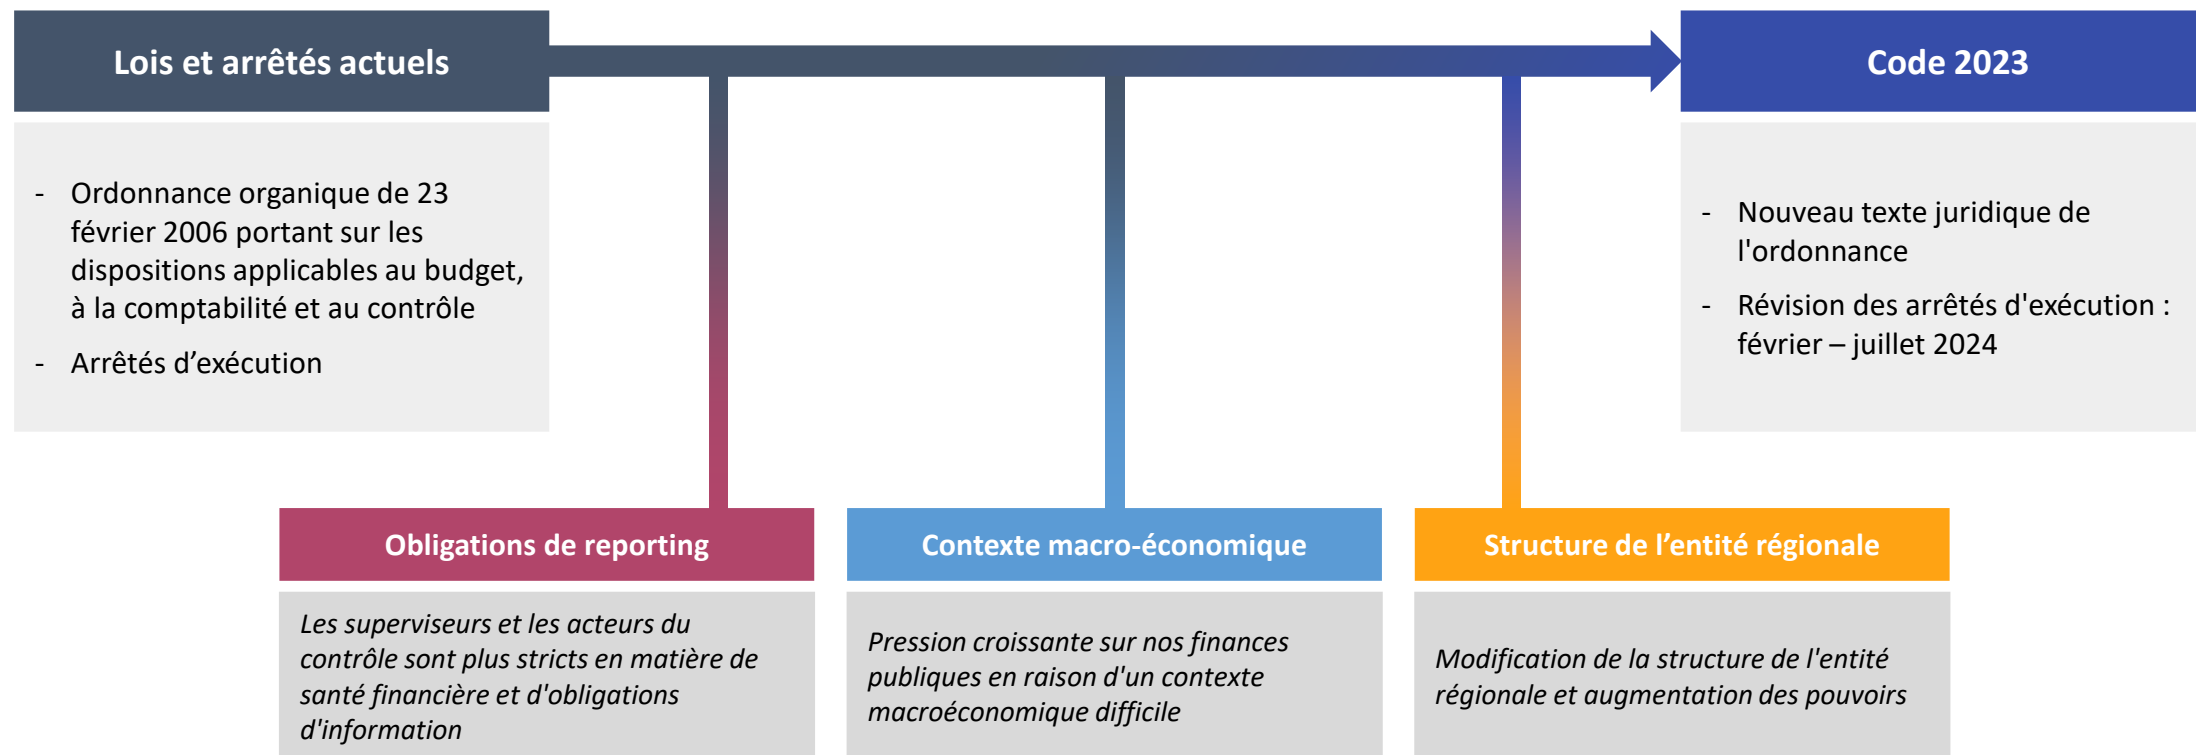 Lois et arrêtés actuels
- Ordonnance organique de 23
février 2006 portant sur les
dispositions applicables au budget,
à la comptabilité et au contrôle
- Arrêtés d’exécution
Code 2023
- Nouveau texte juridique de
l'ordonnance
- Révision des arrêtés d'exécution :
février – juillet 2024
Obligations de reporting
Les superviseurs et les acteurs du
contrôle sont plus stricts en matière de
santé financière et d'obligations
d'information
Contexte macro-économique
Pression croissante sur nos finances
publiques en raison d'un contexte
macroéconomique difficile
Structure de l’entité régionale
Modification de la structure de l'entité
régionale et augmentation des pouvoirs